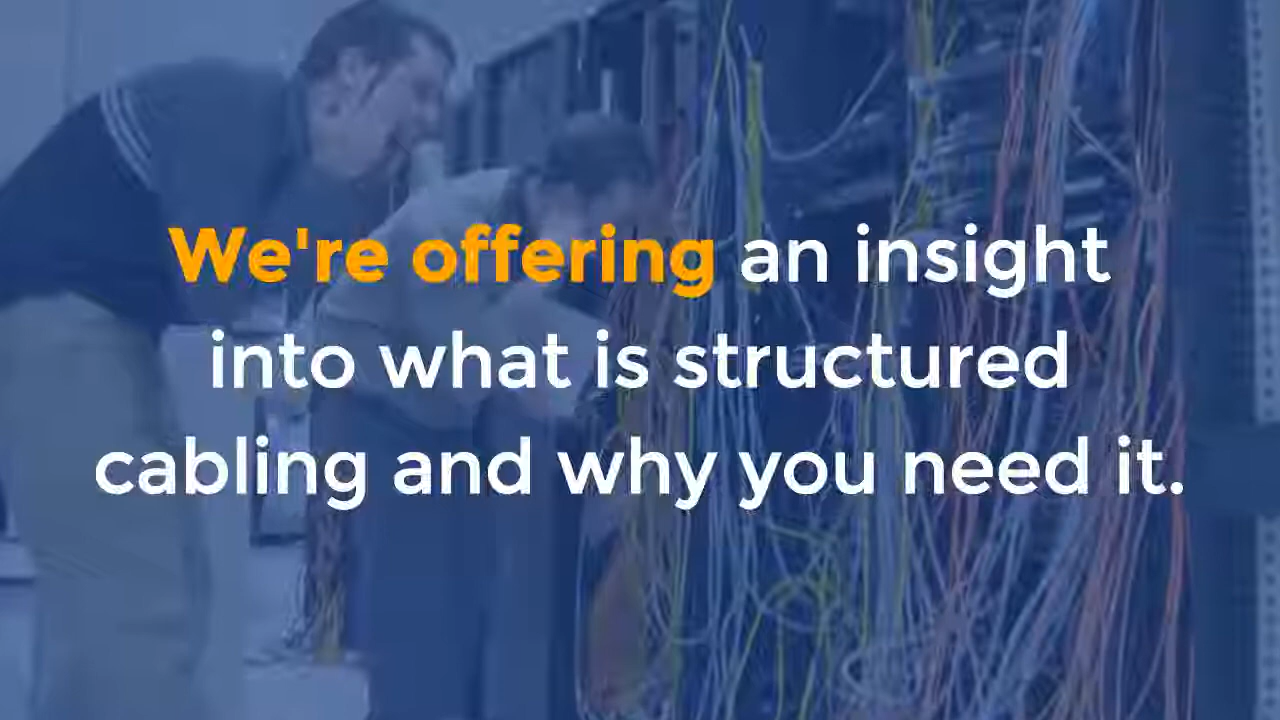 We're offering an insight
into what is structured
cabling and why you need it.